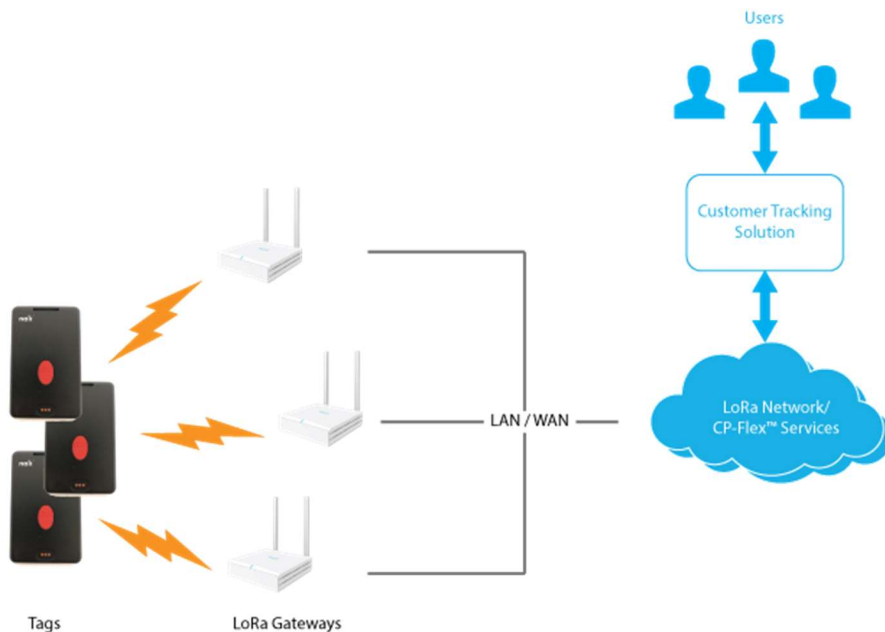 Users
Customer Tracking
Solution
LAN / WAN
LoRa Network/
CP-Flex™ Services
Tags
LoRa Gateways